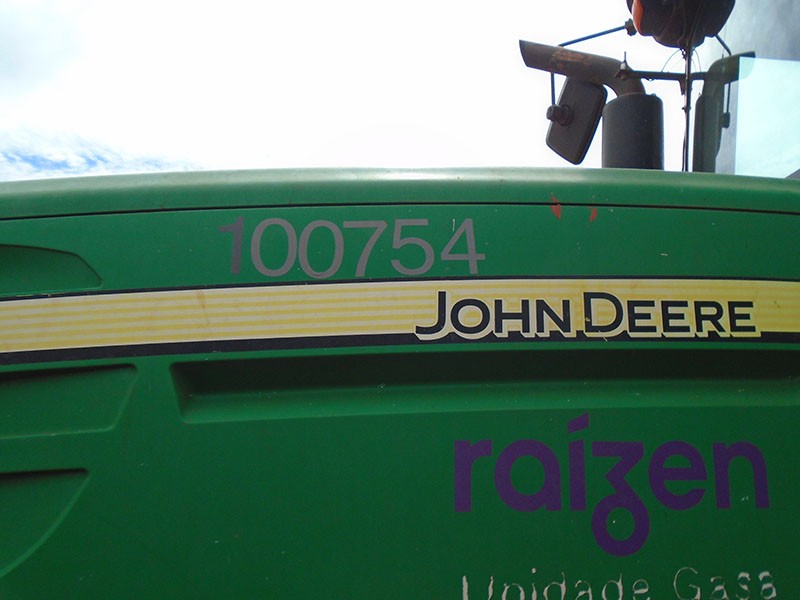 100754
JOHN DEERE
raízen
Unidade Gasa